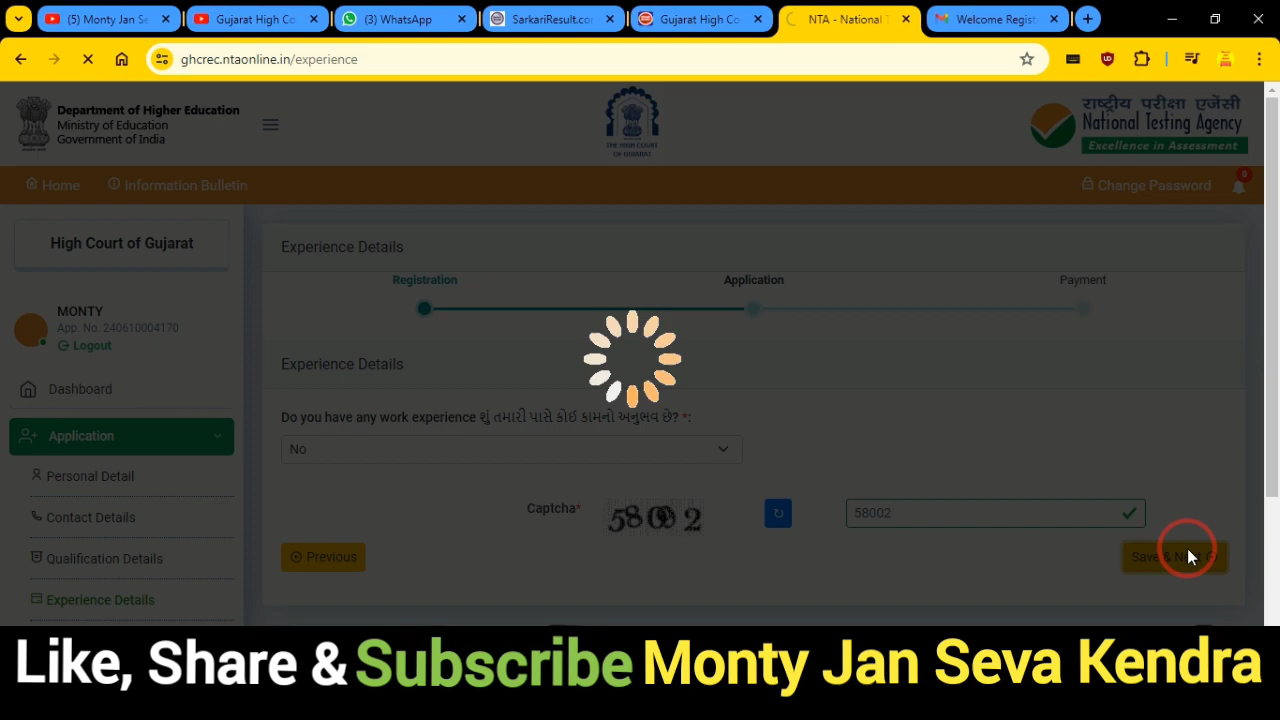 (5) Monty Jan Se
Gujarat High Co
(3) WhatsApp
SarkariResult.co
Gujarat High Co
NTA - National T
Welcome Regist
ghcrec.ntaonline.in/experience
Department of Higher Education
Ministry of Education
Government of India
THE HIGH COURT
OF GUJARAT
राष्ट्रीय परीक्षा एजेंसी
National Testing Agency
Excellence in Assessment
Home
Information Bulletin
Change Password
0
High Court of Gujarat
MONTY
App. No. 240610004170
Logout
Dashboard
Application
Personal Detail
Contact Details
Qualification Details
Experience Details
Experience Details
Registration
Application
Payment
Experience Details
Do you have any work experience શું તમારી પાસે કોઇ કામનો અનુભવ છે? *:
No
Captcha*
58002
58002
Previous
Save & Next
Like, Share & Subscribe Monty Jan Seva Kendra